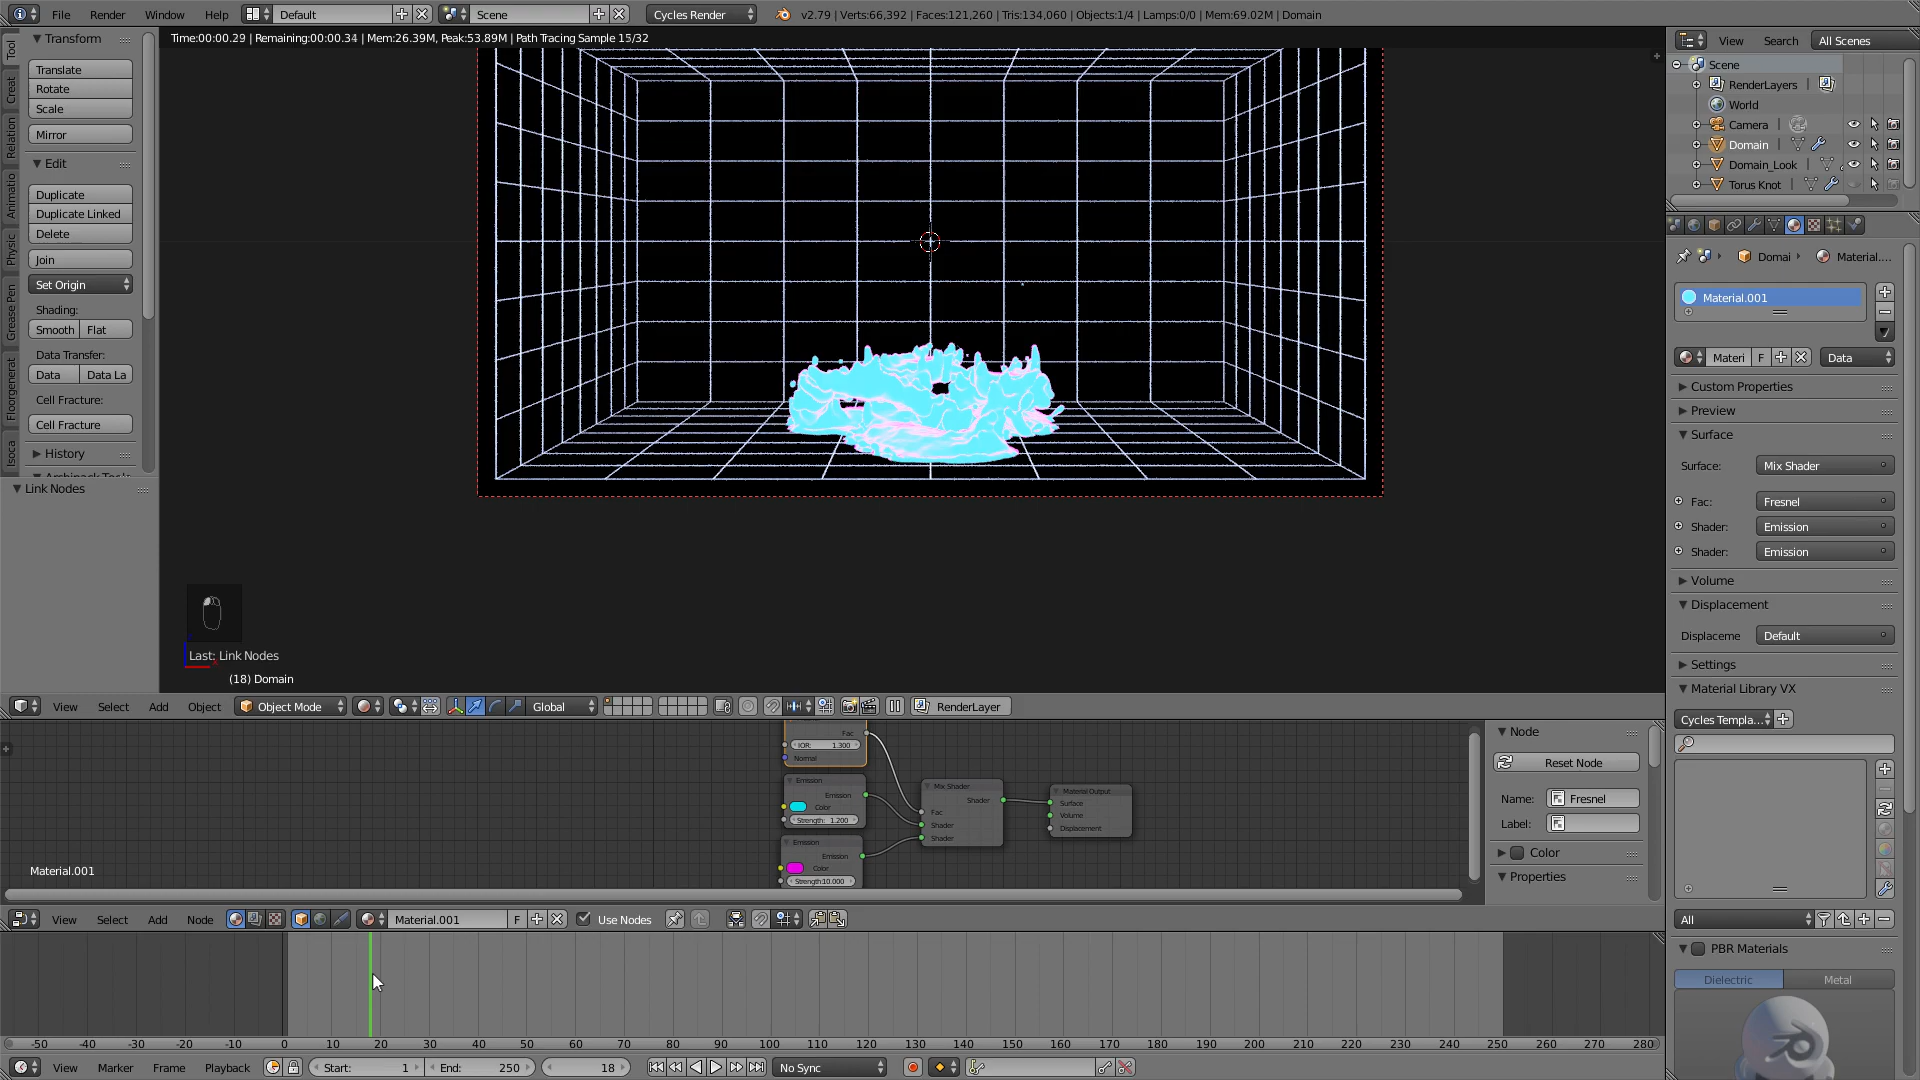 File Render Window Help Default Scene Cycles Render v2.79 | Verts:66,392 | Faces:121,260 | Tris:134,060 | Objects:1/4 | Lamps:0/0 | Mem:69.02M | Domain
Time:00:00.29 | Remaining:00:00.34 | Mem:26.39M, Peak:53.89M | Path Tracing Sample 15/32
Tool
Creat
Relation
Animatio
Physic
Grease Pen
Floorgenerat
Isoca
Transform
Translate
Rotate
Scale
Mirror
Edit
Duplicate
Duplicate Linked
Delete
Join
Set Origin
Shading:
Smooth Flat
Data Transfer:
Data Data La
Cell Fracture:
Cell Fracture
History
Link Nodes
Last: Link Nodes
(18) Domain
View Select Add Object Object Mode Global RenderLayer
Fac
IOR: 1.300
Normal
Emission
Emission
Color
Strength: 1.200
Emission
Emission
Color
Strength:10.000
Mix Shader
Shader
Fac
Shader
Shader
Material Output
Surface
Volume
Displacement
Material.001
Node
Reset Node
Name: Fresnel
Label:
Color
Properties
View Select Add Node Material.001 F Use Nodes
-50 -40 -30 -20 -10 0 10 20 30 40 50 60 70 80 90 100 110 120 130 140 150 160 170 180 190 200 210 220 230 240 250 260 270 280
View Marker Frame Playback Start: 1 End: 250 18 No Sync
View Search All Scenes
Scene
RenderLayers
World
Camera
Domain
Domain_Look
Torus Knot
Domai Material....
Material.001
Materi F Data
Custom Properties
Preview
Surface
Surface: Mix Shader
Fac: Fresnel
Shader: Emission
Shader: Emission
Volume
Displacement
Displaceme Default
Settings
Material Library VX
Cycles Templa...
All
PBR Materials
Dielectric Metal